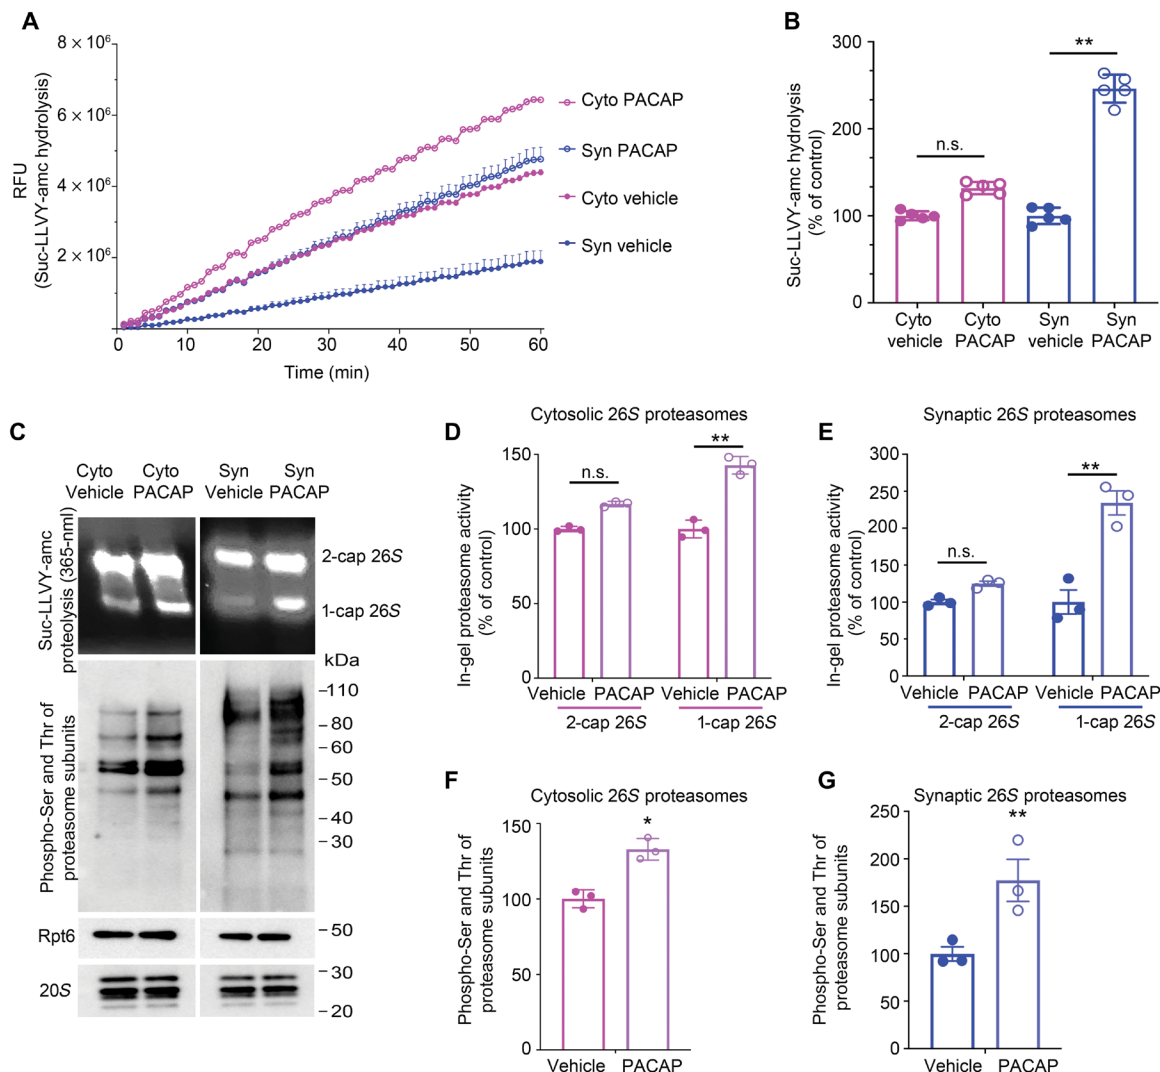 A
8 × 10⁶
6 × 10⁶
4 × 10⁶
2 × 10⁶
RFU
(Suc-LLVY-amc hydrolysis)
0
10
20
30
40
50
60
Time (min)
Cyto PACAP
Syn PACAP
Cyto vehicle
Syn vehicle
B
300
200
100
0
Suc-LLVY-amc hydrolysis
(% of control)
n.s.
**
Cyto
vehicle
Cyto
PACAP
Syn
vehicle
Syn
PACAP
C
Cyto
Vehicle
Cyto
PACAP
Syn
Vehicle
Syn
PACAP
Suc-LLVY-amc
proteolysis (365-nml)
2-cap 26S
1-cap 26S
kDa
110
80
60
50
40
30
Phospho-Ser and Thr of
proteasome subunits
Rpt6
50
20S
30
20
D
Cytosolic 26S proteasomes
150
100
50
0
In-gel proteasome activity
(% of control)
n.s.
**
Vehicle
PACAP
Vehicle
PACAP
2-cap 26S
1-cap 26S
E
Synaptic 26S proteasomes
300
250
200
150
100
50
0
In-gel proteasome activity
(% of control)
n.s.
**
Vehicle
PACAP
Vehicle
PACAP
2-cap 26S
1-cap 26S
F
Cytosolic 26S proteasomes
150
100
50
0
Phospho-Ser and Thr of
proteasome subunits
*
Vehicle
PACAP
G
Synaptic 26S proteasomes
250
200
150
100
50
0
Phospho-Ser and Thr of
proteasome subunits
**
Vehicle
PACAP